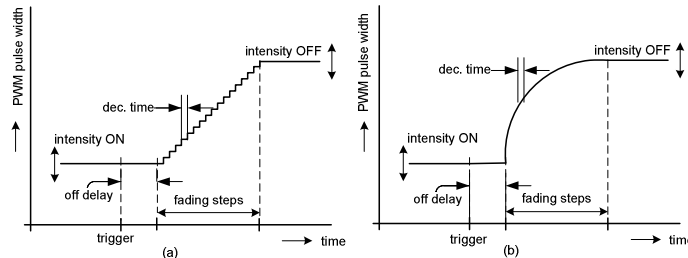 PWM pulse width
intensity OFF
dec. time
intensity ON
off delay
fading steps
trigger
time
(a)
PWM pulse width
intensity OFF
dec. time
intensity ON
off delay
fading steps
trigger
time
(b)